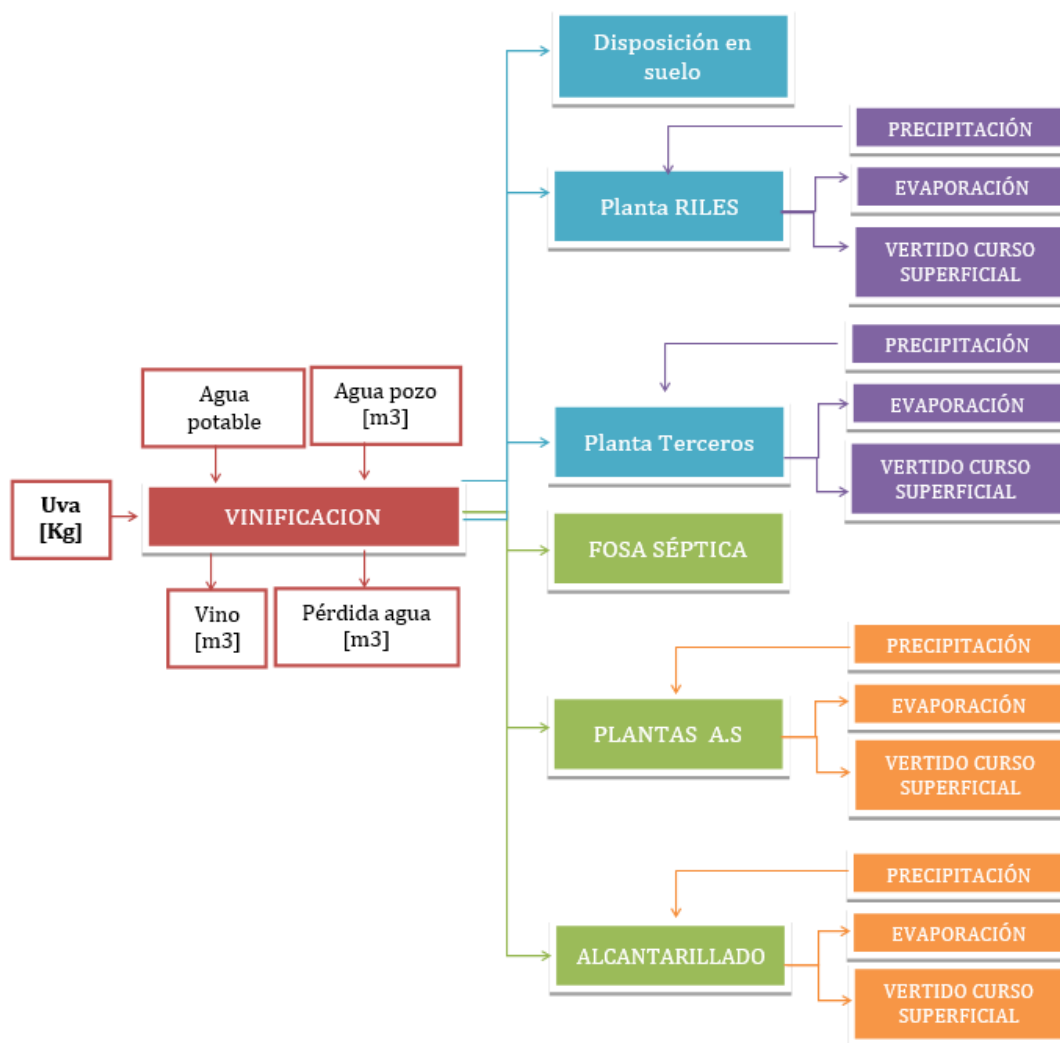 Disposición en
suelo
PRECIPITACIÓN
Planta RILES
EVAPORACIÓN
VERTIDO CURSO
SUPERFICIAL
PRECIPITACIÓN
Planta Terceros
EVAPORACIÓN
VERTIDO CURSO
SUPERFICIAL
Agua
potable
Agua pozo
[m3]
Uva
[Kg]
VINIFICACION
Vino
[m3]
Pérdida agua
[m3]
FOSA SÉPTICA
PRECIPITACIÓN
PLANTAS A.S
EVAPORACIÓN
VERTIDO CURSO
SUPERFICIAL
PRECIPITACIÓN
ALCANTARILLADO
EVAPORACIÓN
VERTIDO CURSO
SUPERFICIAL